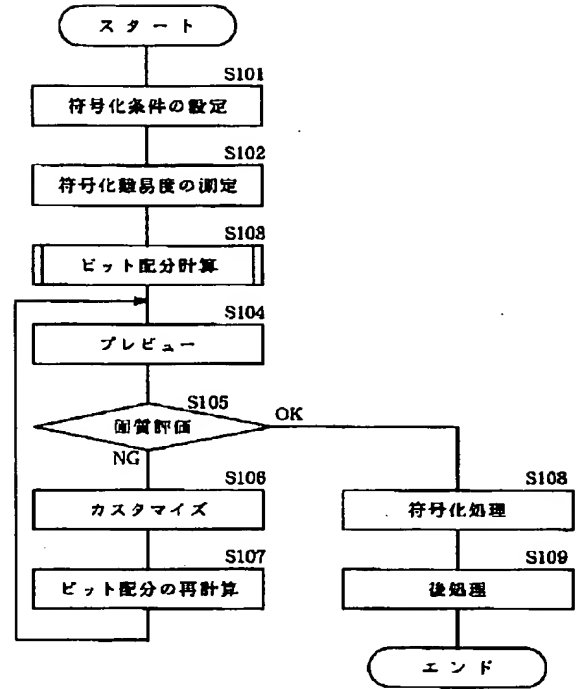 スタート
S101
符号化条件の設定
S102
符号化難易度の測定
S103
ビット配分計算
S104
プレビュー
S105
画質評価
OK
NG
S106
カスタマイズ
S107
ビット配分の再計算
S108
符号化処理
S109
後処理
エンド